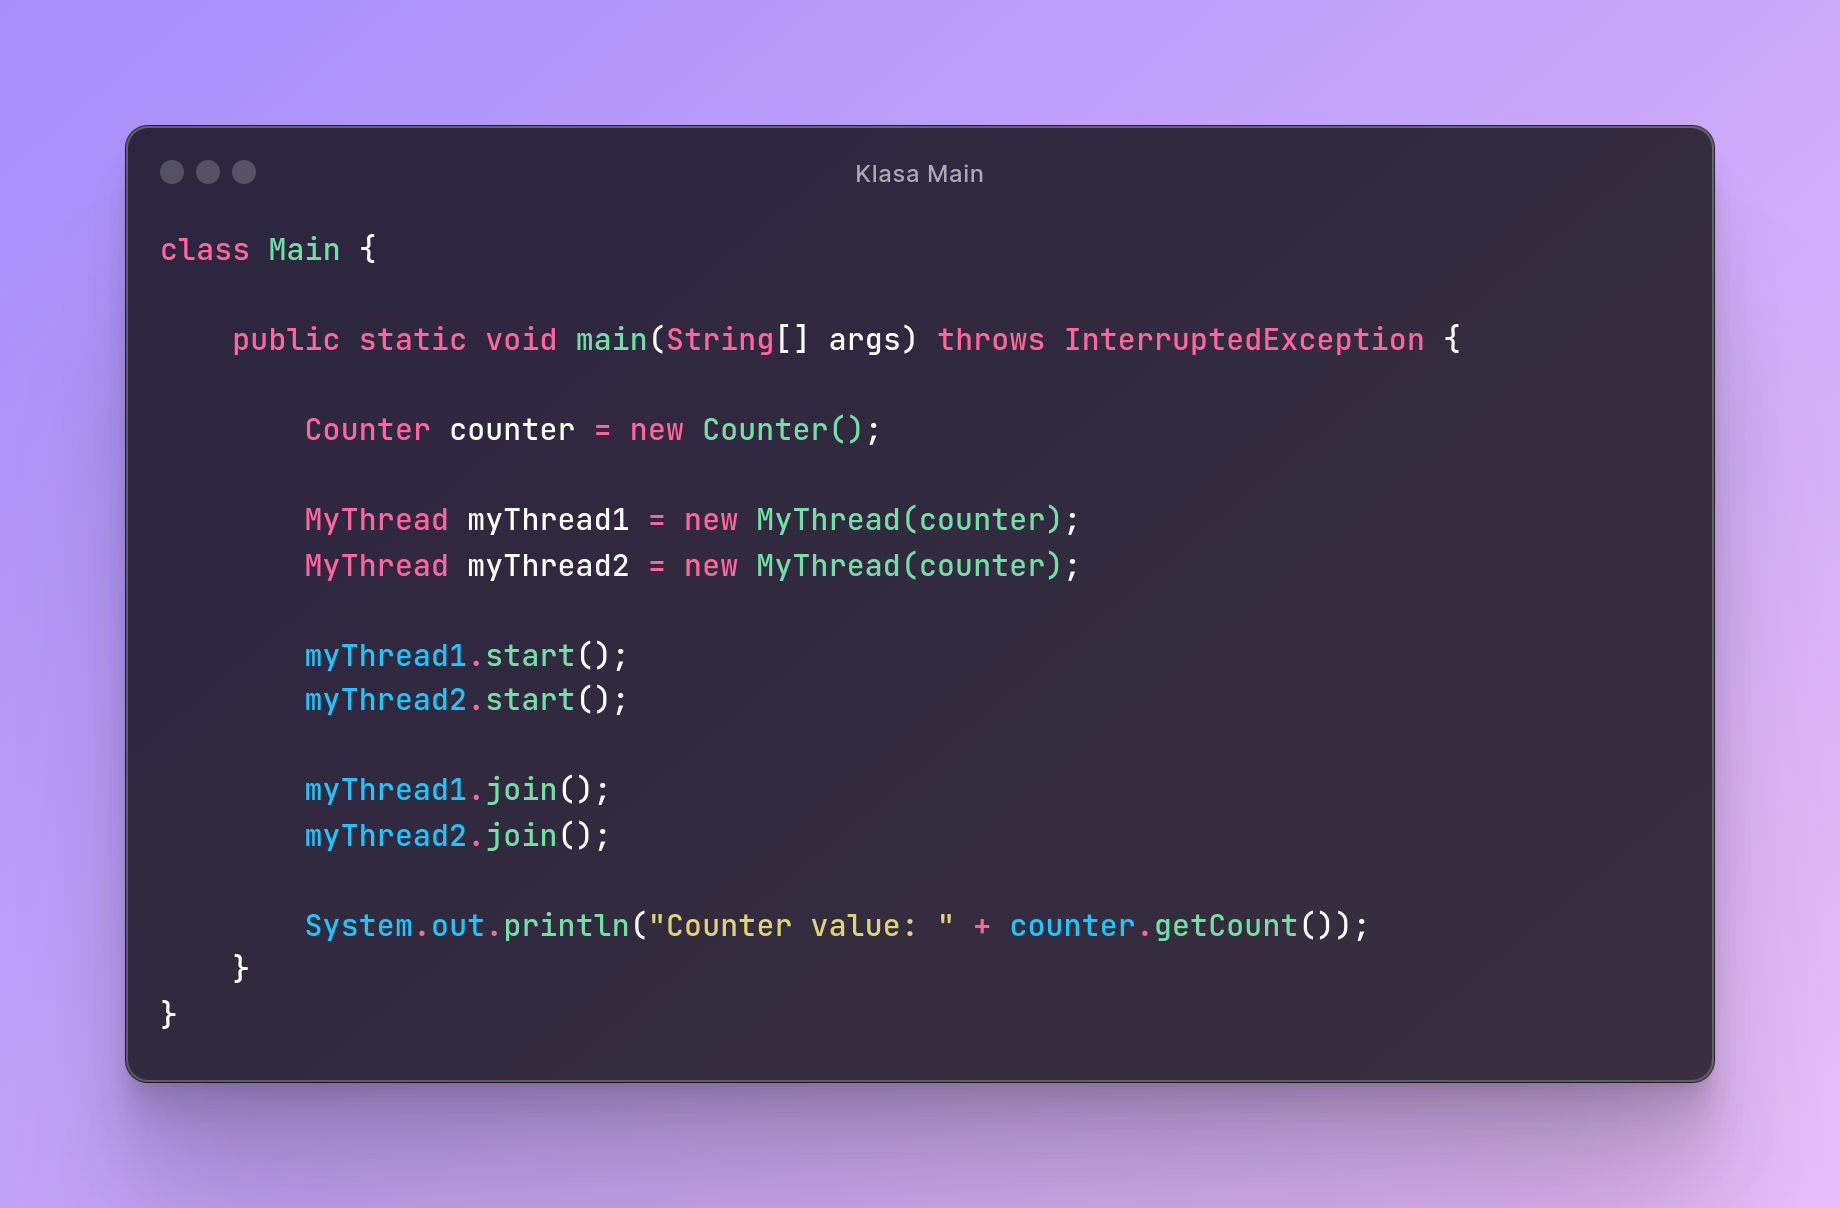 Klasa Main
class Main {
    public static void main(String[] args) throws InterruptedException {
        Counter counter = new Counter();
        MyThread myThread1 = new MyThread(counter);
        MyThread myThread2 = new MyThread(counter);
        myThread1.start();
        myThread2.start();
        myThread1.join();
        myThread2.join();
        System.out.println("Counter value: " + counter.getCount());
    }
}